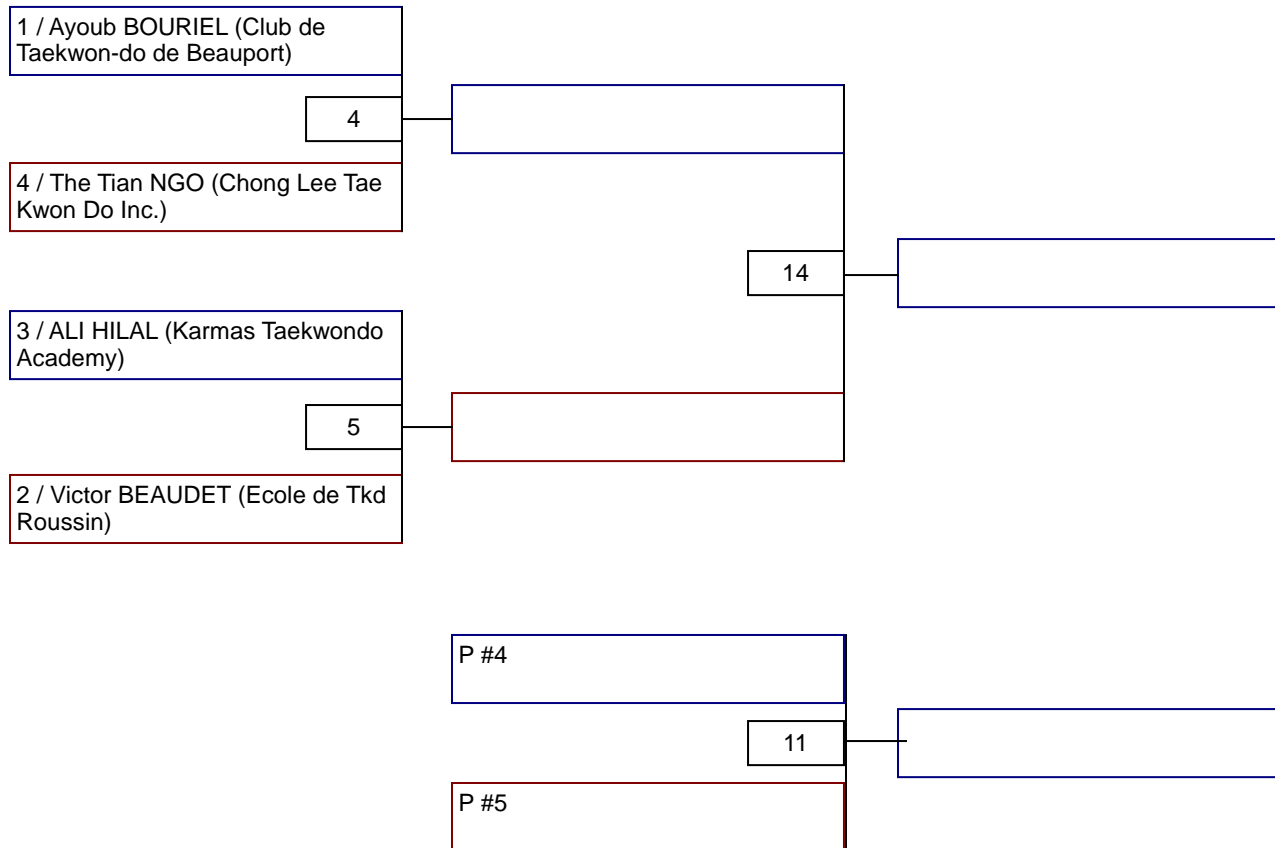 1 / Ayoub BOURIEL (Club de
Taekwon-do de Beauport)
4
4 / The Tian NGO (Chong Lee Tae
Kwon Do Inc.)
14
3 / ALI HILAL (Karmas Taekwondo
Academy)
5
2 / Victor BEAUDET (Ecole de Tkd
Roussin)
P #4
11
P #5